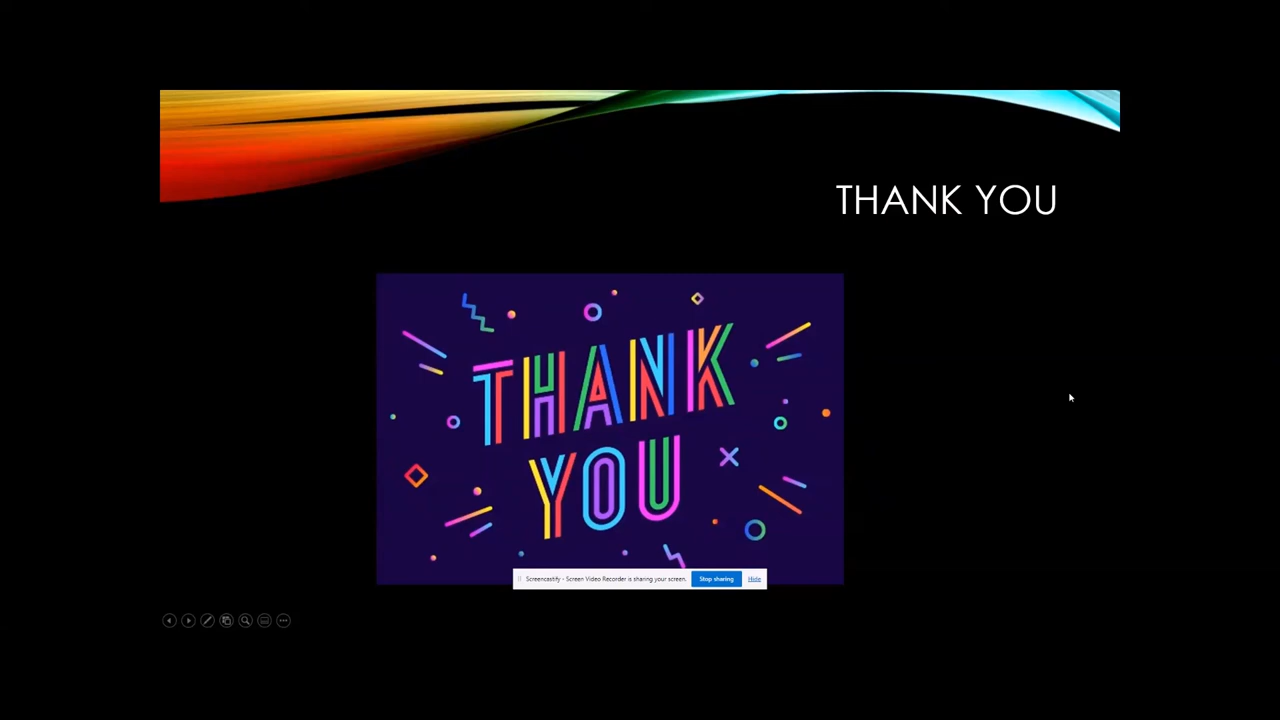 THANK YOU
THANK
YOU
Screencastify - Screen Video Recorder is sharing your screen. Stop sharing Hide